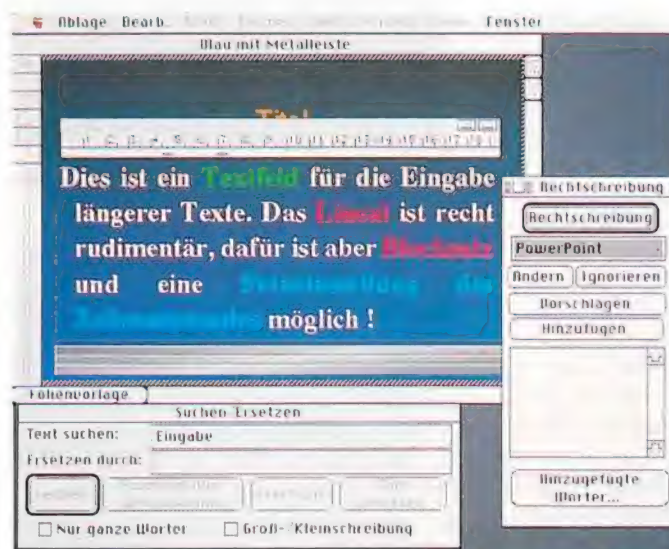 Ablage Bearb.
Fenster
Blau mit Metalleiste
Titel
Dies ist ein Textfeld für die Eingabe
längerer Texte. Das Lineal ist recht
rudimentär, dafür ist aber Blocksatz
und eine
möglich !
Folienvorlage
Rechtschreibung
Rechtschreibung
PowerPoint
Ändern Ignorieren
Vorschlagen
Hinzufügen
Hinzugefügte
Wörter...
Suchen/Ersetzen
Text suchen: Eingabe
Ersetzen durch:
Nur ganze Wörter Groß-/Kleinschreibung